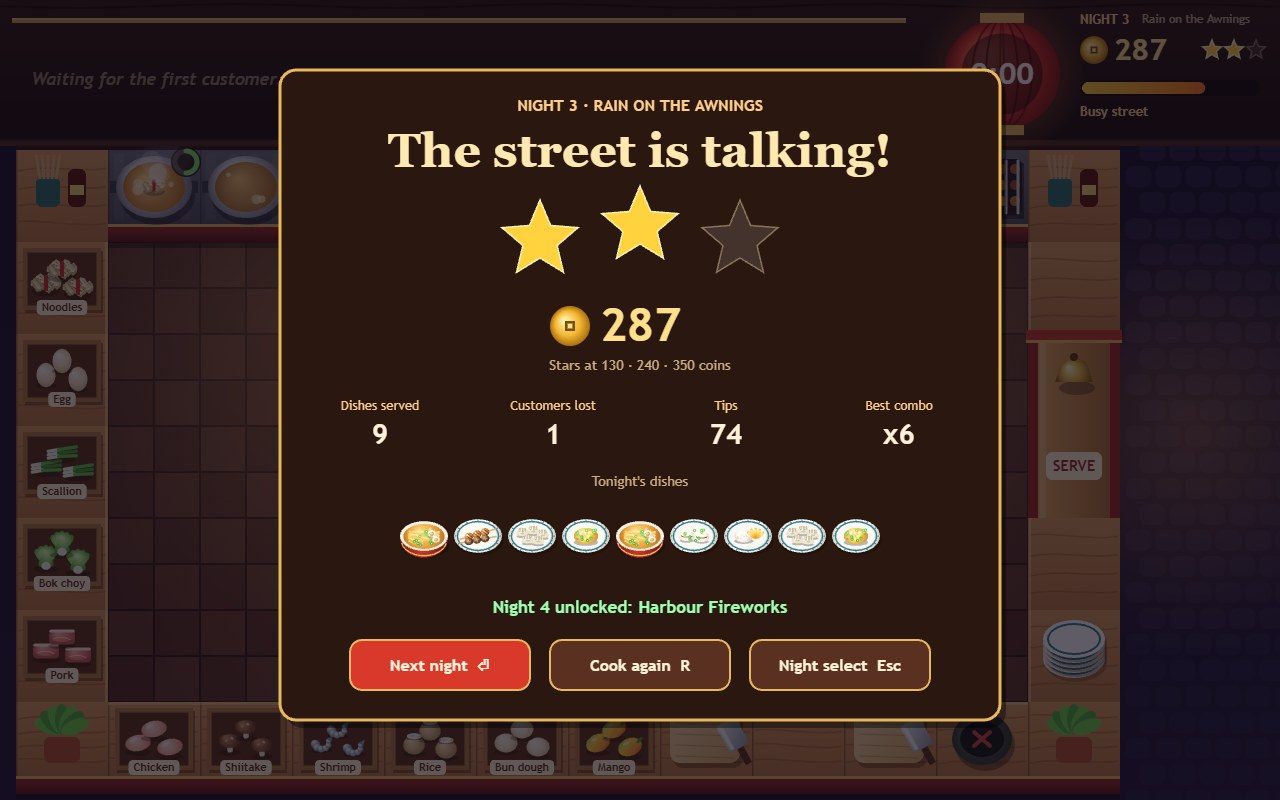 NIGHT 3 Rain on the Awnings
287
Waiting for the first customer
Busy street
NIGHT 3 · RAIN ON THE AWNINGS
The street is talking!
287
Stars at 130 · 240 · 350 coins
Dishes served Customers lost Tips Best combo
9 1 74 x6
Tonight's dishes
Night 4 unlocked: Harbour Fireworks
Next night ⏎ Cook again R Night select Esc
Noodles
Egg
Scallion
Bok choy
Pork
SERVE
Chicken Shiitake Shrimp Rice Bun dough Mango